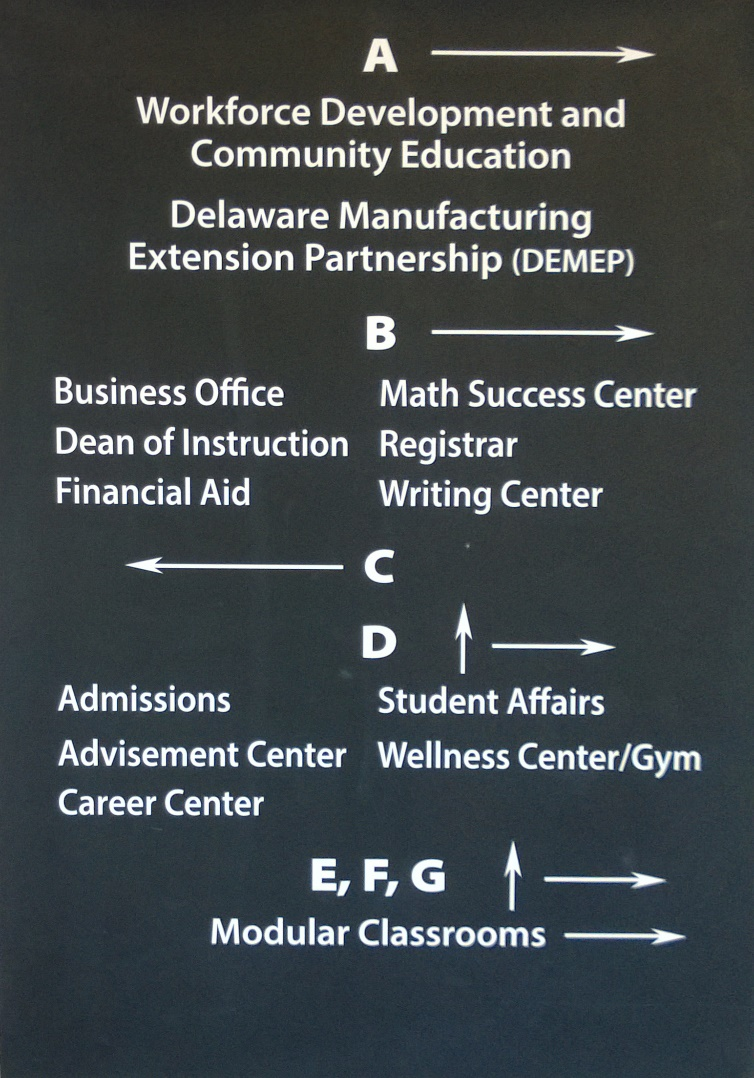 A
Workforce Development and
Community Education
Delaware Manufacturing
Extension Partnership (DEMEP)
B
Business Office Math Success Center
Dean of Instruction Registrar
Financial Aid Writing Center
C
D
Admissions Student Affairs
Advisement Center Wellness Center/Gym
Career Center
E, F, G
Modular Classrooms